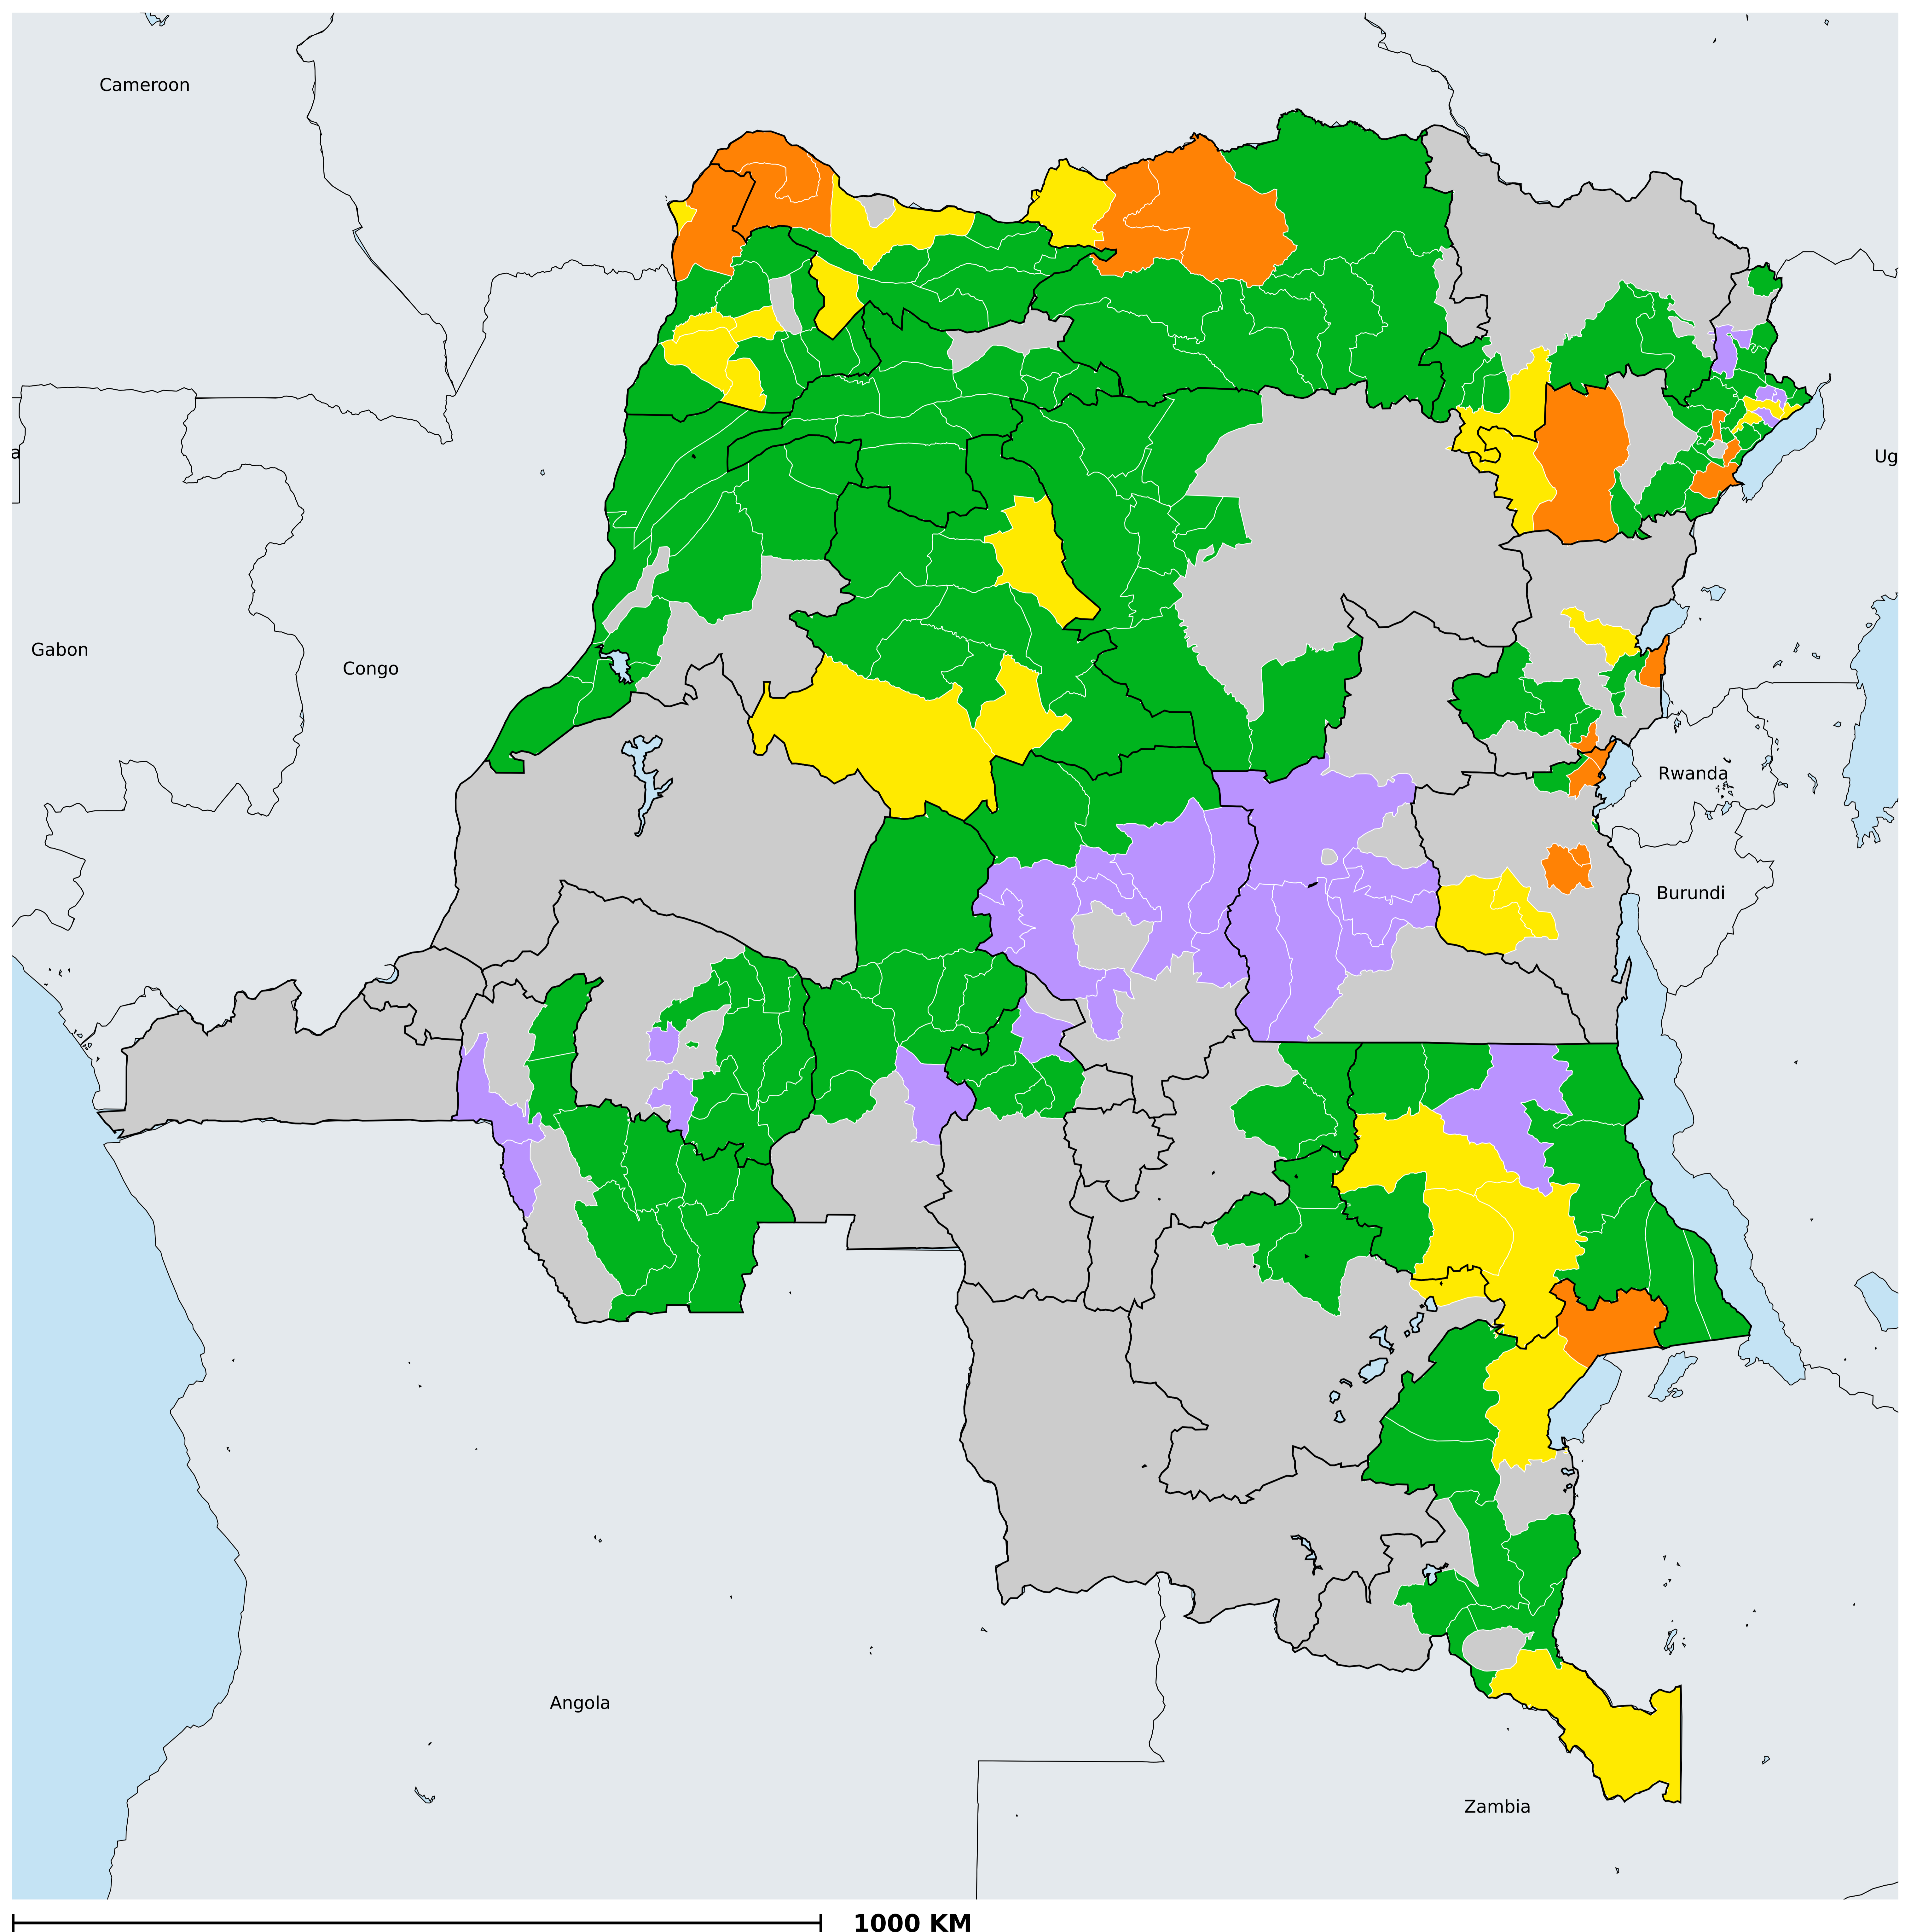 Cameroon
a
Ug
Gabon
Congo
Rwanda
Burundi
Angola
Zambia
1000 KM